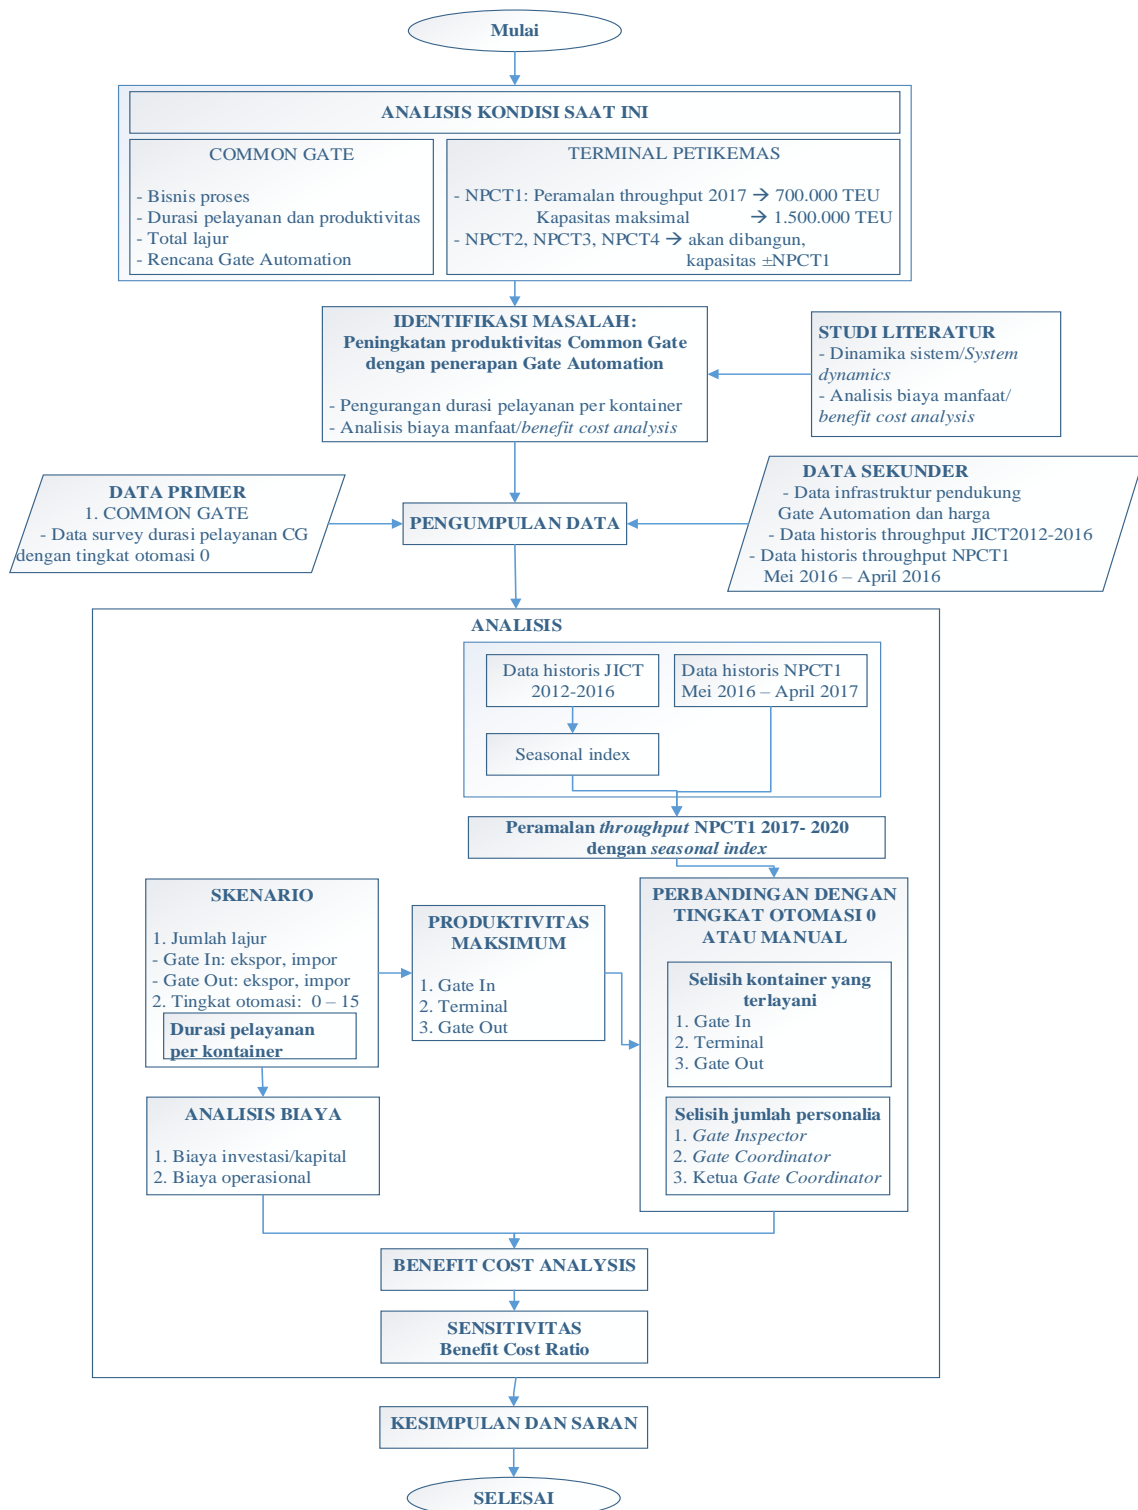 Mulai
ANALISIS KONDISI SAAT INI
COMMON GATE
- Bisnis proses
- Durasi pelayanan dan produktivitas
- Total lajur
- Rencana Gate Automation
TERMINAL PETIKEMAS
- NPCT1: Peramalan throughput 2017 → 700.000 TEU
Kapasitas maksimal → 1.500.000 TEU
- NPCT2, NPCT3, NPCT4 → akan dibangun,
kapasitas ±NPCT1
IDENTIFIKASI MASALAH:
Peningkatan produktivitas Common Gate
dengan penerapan Gate Automation
- Pengurangan durasi pelayanan per kontainer
- Analisis biaya manfaat/benefit cost analysis
STUDI LITERATUR
- Dinamika sistem/System
dynamics
- Analisis biaya manfaat/
benefit cost analysis
DATA PRIMER
1. COMMON GATE
- Data survey durasi pelayanan CG
dengan tingkat otomasi 0
PENGUMPULAN DATA
DATA SEKUNDER
- Data infrastruktur pendukung
Gate Automation dan harga
- Data historis throughput JICT2012-2016
- Data historis throughput NPCT1
Mei 2016 – April 2016
ANALISIS
Data historis JICT
2012-2016
Data historis NPCT1
Mei 2016 – April 2017
Seasonal index
Peramalan throughput NPCT1 2017- 2020
dengan seasonal index
SKENARIO
1. Jumlah lajur
- Gate In: ekspor, impor
- Gate Out: ekspor, impor
2. Tingkat otomasi: 0 – 15
Durasi pelayanan
per kontainer
PRODUKTIVITAS
MAKSIMUM
1. Gate In
2. Terminal
3. Gate Out
PERBANDINGAN DENGAN
TINGKAT OTOMASI 0
ATAU MANUAL
Selisih kontainer yang
terlayani
1. Gate In
2. Terminal
3. Gate Out
Selisih jumlah personalia
1. Gate Inspector
2. Gate Coordinator
3. Ketua Gate Coordinator
ANALISIS BIAYA
1. Biaya investasi/kapital
2. Biaya operasional
BENEFIT COST ANALYSIS
SENSITIVITAS
Benefit Cost Ratio
KESIMPULAN DAN SARAN
SELESAI